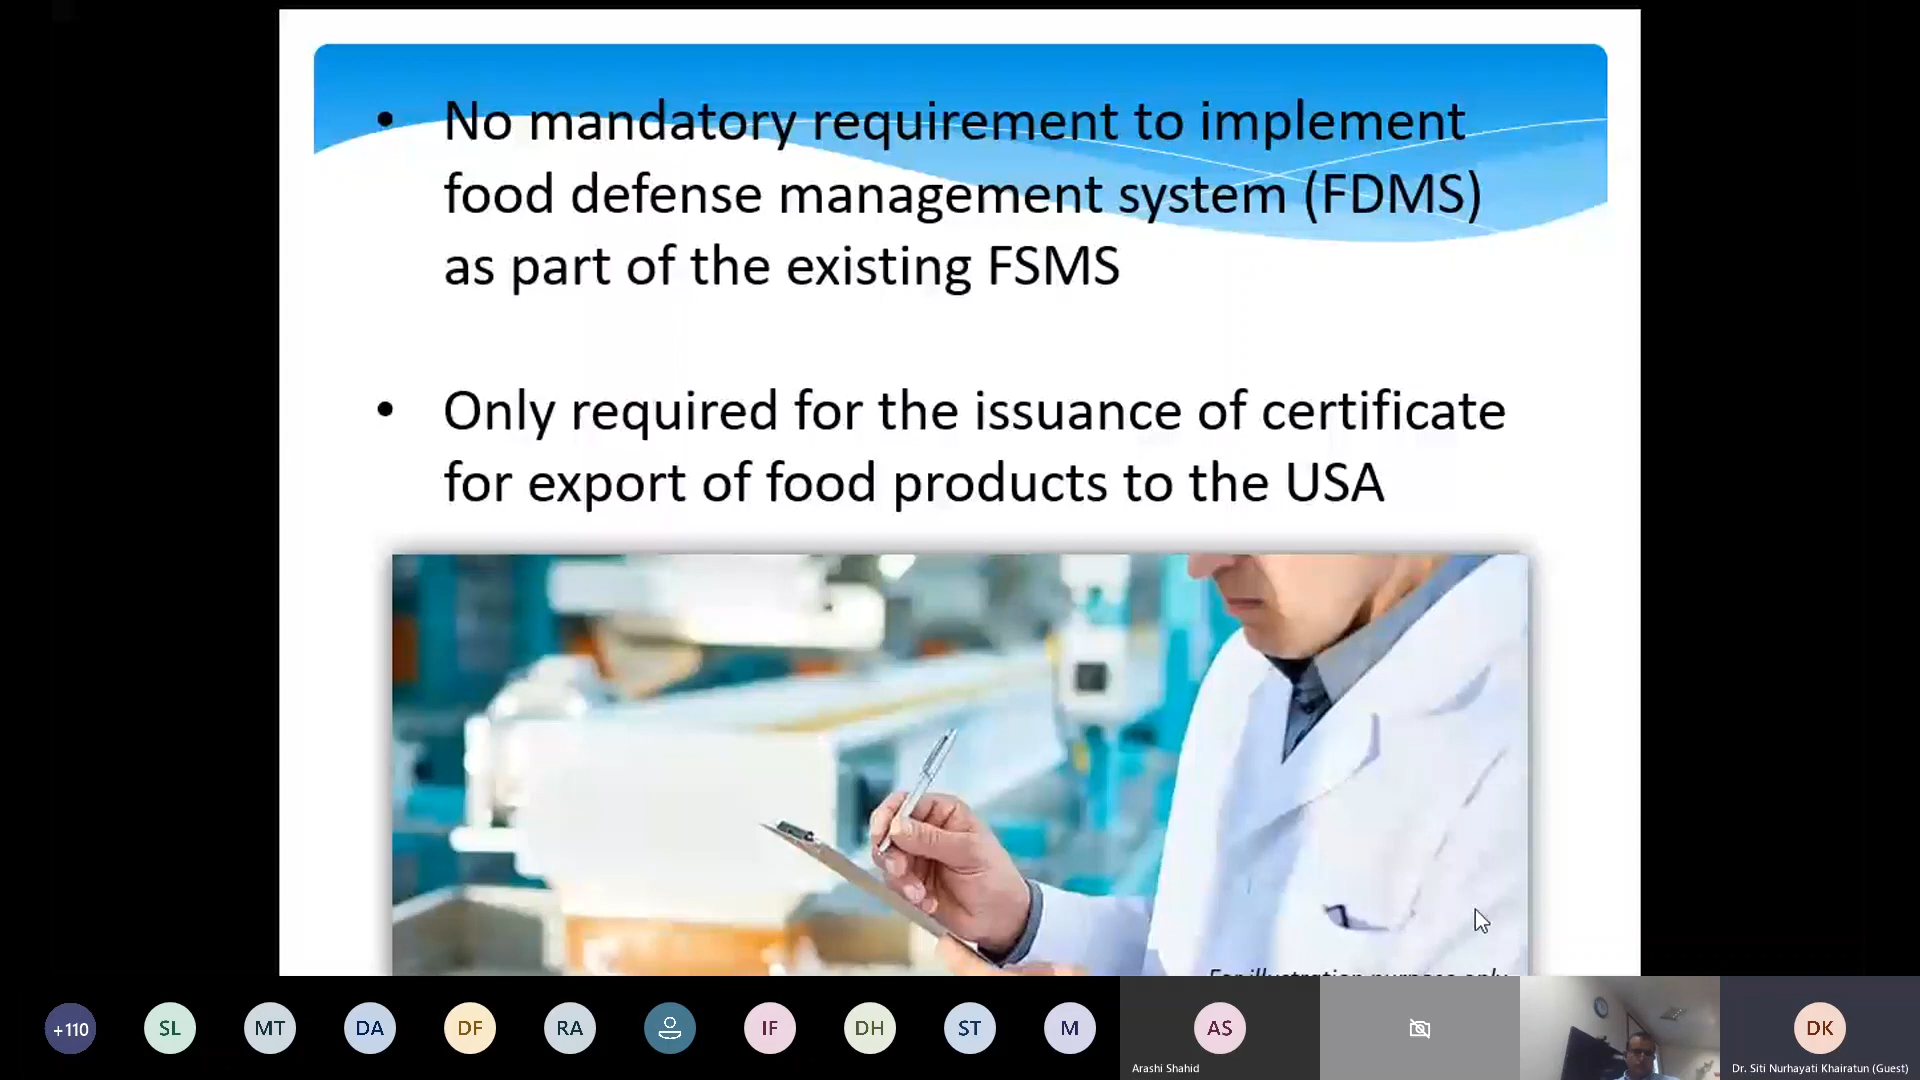 • No mandatory requirement to implement
food defense management system (FDMS)
as part of the existing FSMS
• Only required for the issuance of certificate
for export of food products to the USA
For illustration purpose only
+110
SL
MT
DA
DF
RA
IF
DH
ST
M
AS
Arashi Shahid
DK
Dr. Siti Nurhayati Khairatun (Guest)